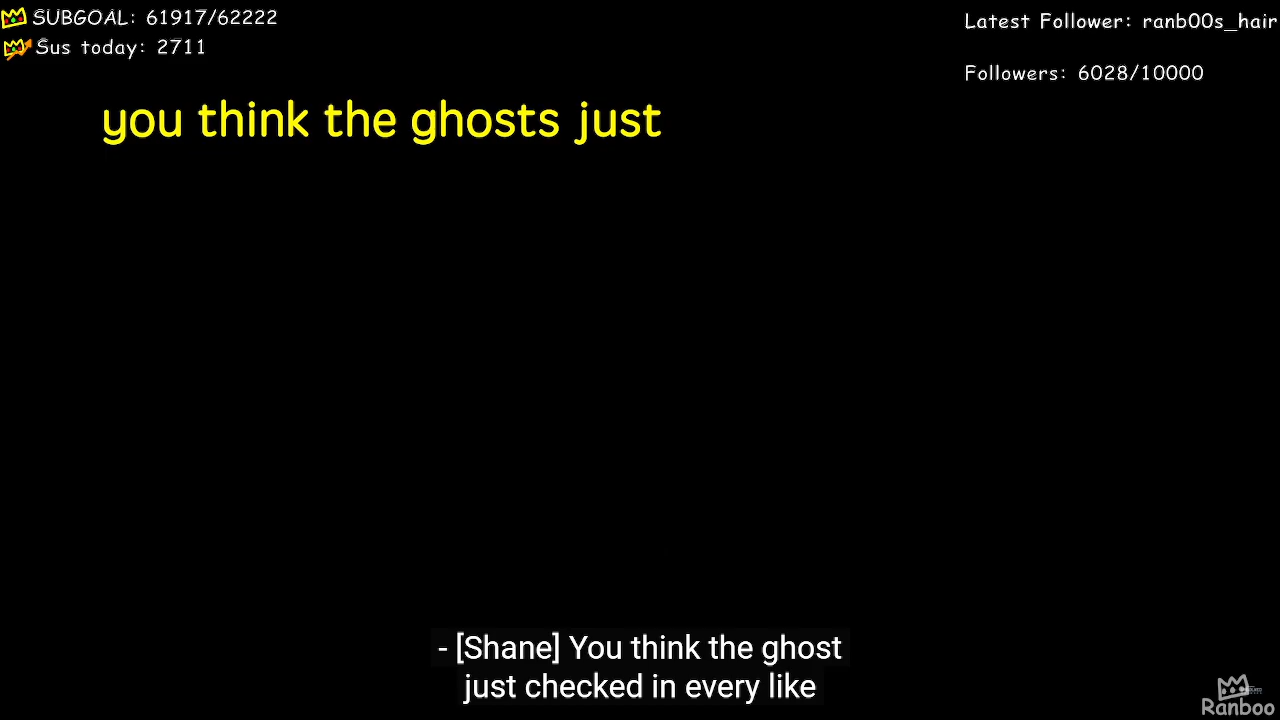 SUBGOAL: 61917/62222
Sus today: 2711
Latest Follower: ranb00s_hair
Followers: 6028/10000
you think the ghosts just
- [Shane] You think the ghost
just checked in every like
Ranboo